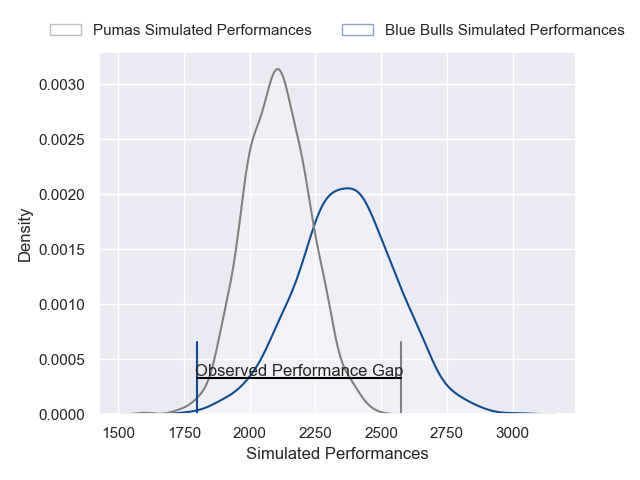 Pumas Simulated Performances Blue Bulls Simulated Performances
0.0030
0.0025
0.0020
0.0015
0.0010
0.0005
0.0000
Density
Observed Performance Gap
1500 1750 2000 2250 2500 2750 3000
Simulated Performances